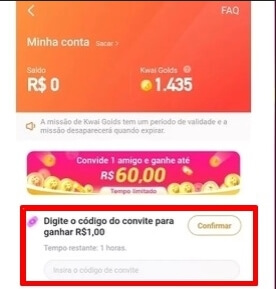 FAQ
Minha conta Sacar >
Saldo
Kwai Golds
R$ 0
1.435
A missão de Kwai Golds tem um período de validade e a
missão desaparecerá quando expirar.
Convide 1 amigo e ganhe até
R$60,00
Tempo limitado
Digite o código do convite para
ganhar R$1,00
Confirmar
Tempo restante: 1 horas.
Insira o código de convite